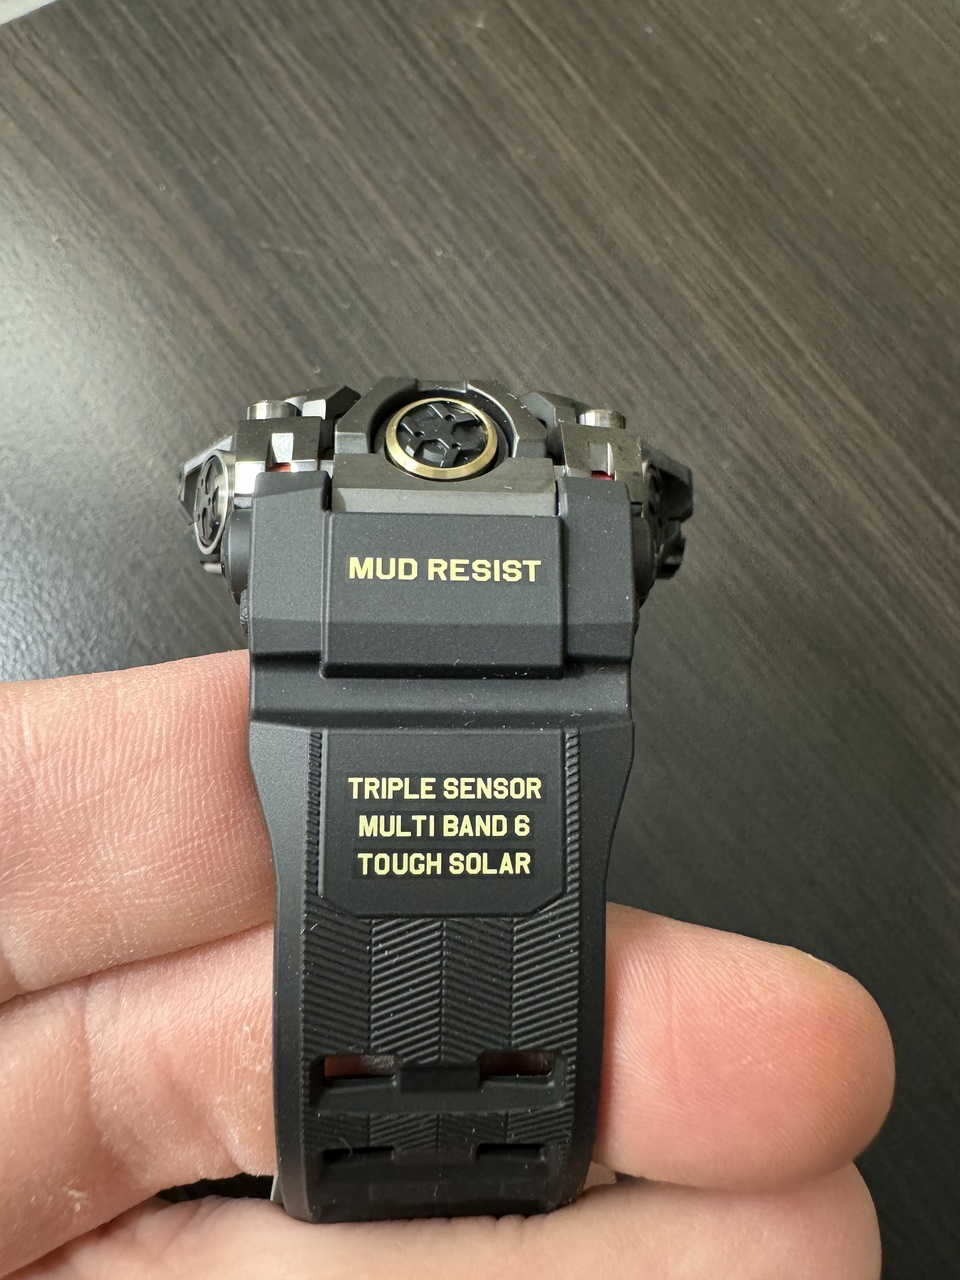 MUD RESIST
TRIPLE SENSOR
MULTI BAND 6
TOUGH SOLAR